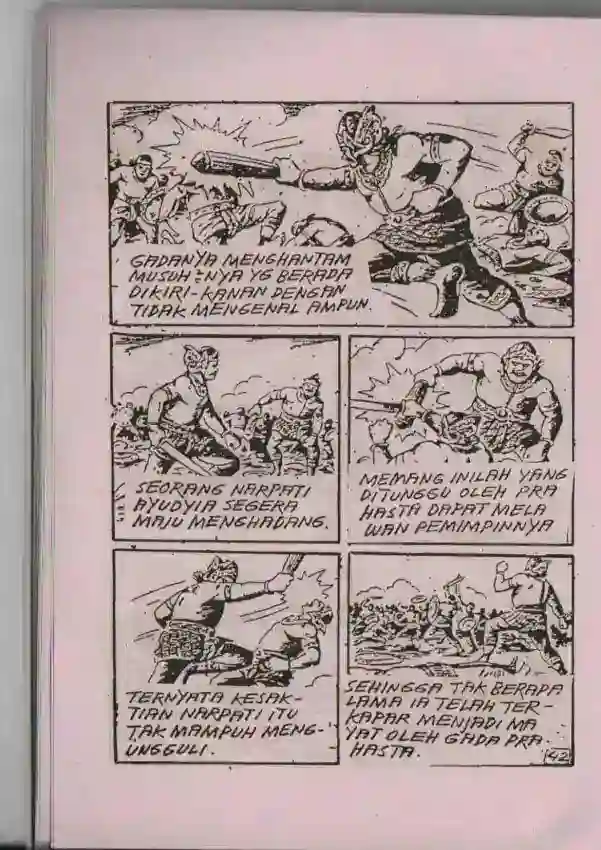 GADANYA MENGHANTAM
MUSUH²NYA YG BERADA
DIKIRI-KANAN DENGAN
TIDAK MENGENAL AMPUN.
SEORANG NARPATI
AYUDYIA SEGERA
MAJU MENGHADANG.
MEMANG INILAH YANG
DITUNGGU OLEH PRA
HASTA DAPAT MELA
WAN PEMIMPINNYA
TERNYATA KESAK-
TIAN NARPATI ITU
TAK MAMPUH MENG-
UNGGULI.
SEHINGGA TAK BERAPA
LAMA IA TELAH TER-
KAPAR MENJADI MA
YAT OLEH GADA PRA-
HASTA.
42